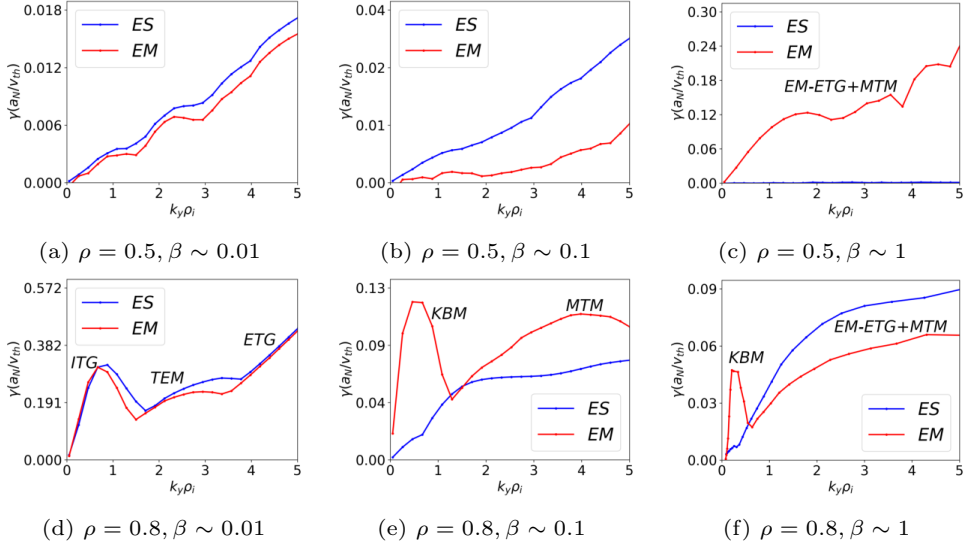 0.018
0.012
0.006
0.000
γ(a_N/v_th)
ES
EM
0 1 2 3 4 5
k_yρ_i
(a) ρ = 0.5, β ∼ 0.01
0.04
0.02
0.01
0.00
γ(a_N/v_th)
ES
EM
0 1 2 3 4 5
k_yρ_i
(b) ρ = 0.5, β ∼ 0.1
0.30
0.24
0.18
0.12
0.06
0.00
γ(a_N/v_th)
ES
EM
EM-ETG+MTM
0 1 2 3 4 5
k_yρ_i
(c) ρ = 0.5, β ∼ 1
0.572
0.382
0.191
0.000
γ(a_N/v_th)
ES
EM
ITG
TEM
ETG
0 1 2 3 4 5
k_yρ_i
(d) ρ = 0.8, β ∼ 0.01
0.13
0.09
0.04
0.00
γ(a_N/v_th)
KBM
MTM
ES
EM
0 1 2 3 4 5
k_yρ_i
(e) ρ = 0.8, β ∼ 0.1
0.09
0.06
0.03
0.00
γ(a_N/v_th)
KBM
EM-ETG+MTM
ES
EM
0 1 2 3 4 5
k_yρ_i
(f) ρ = 0.8, β ∼ 1